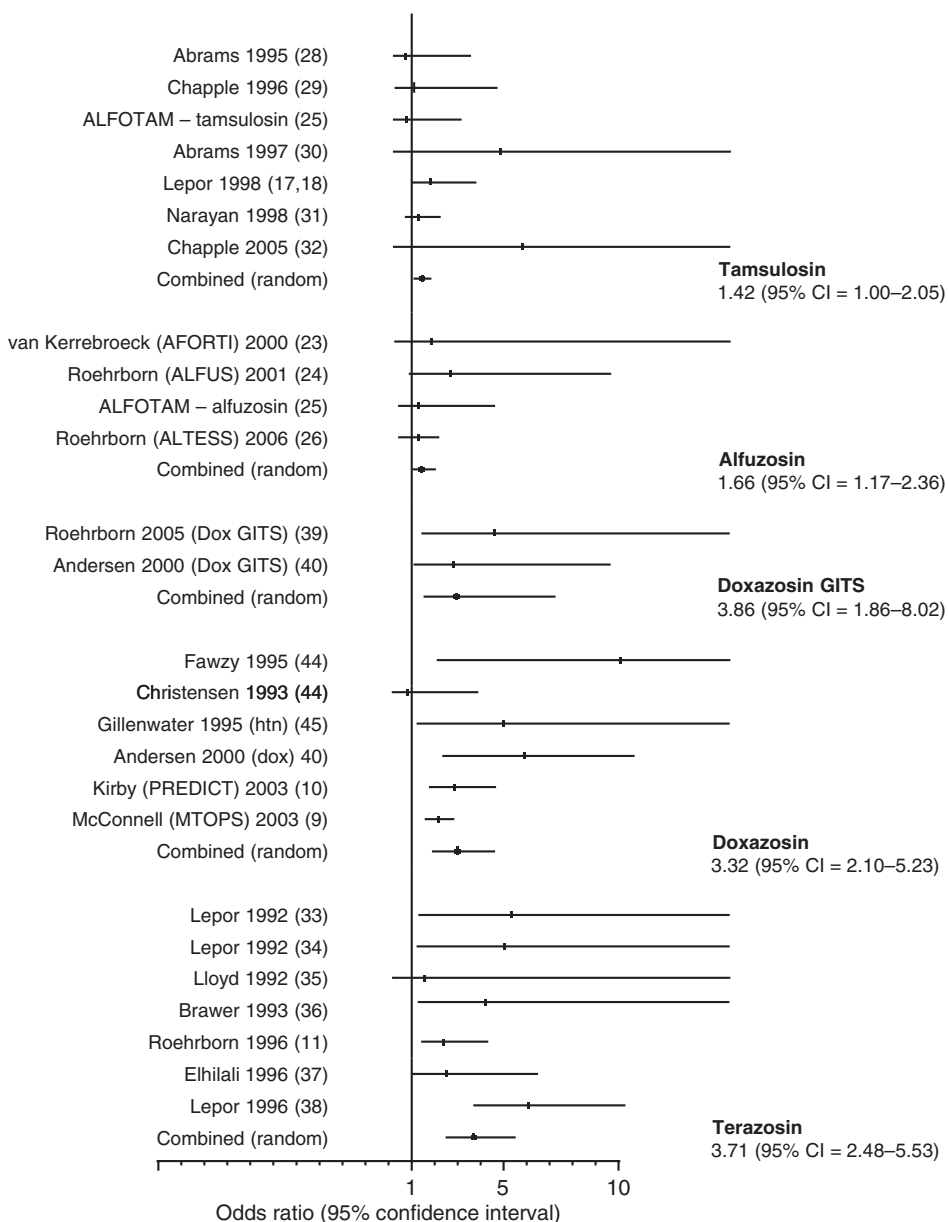 Abrams 1995 (28)
Chapple 1996 (29)
ALFOTAM – tamsulosin (25)
Abrams 1997 (30)
Lepor 1998 (17,18)
Narayan 1998 (31)
Chapple 2005 (32)
Combined (random)
Tamsulosin
1.42 (95% CI = 1.00–2.05)
van Kerrebroeck (AFORTI) 2000 (23)
Roehrborn (ALFUS) 2001 (24)
ALFOTAM – alfuzosin (25)
Roehrborn (ALTESS) 2006 (26)
Combined (random)
Alfuzosin
1.66 (95% CI = 1.17–2.36)
Roehrborn 2005 (Dox GITS) (39)
Andersen 2000 (Dox GITS) (40)
Combined (random)
Doxazosin GITS
3.86 (95% CI = 1.86–8.02)
Fawzy 1995 (44)
Christensen 1993 (44)
Gillenwater 1995 (htn) (45)
Andersen 2000 (dox) 40)
Kirby (PREDICT) 2003 (10)
McConnell (MTOPS) 2003 (9)
Combined (random)
Doxazosin
3.32 (95% CI = 2.10–5.23)
Lepor 1992 (33)
Lepor 1992 (34)
Lloyd 1992 (35)
Brawer 1993 (36)
Roehrborn 1996 (11)
Elhilali 1996 (37)
Lepor 1996 (38)
Combined (random)
Terazosin
3.71 (95% CI = 2.48–5.53)
1 5 10
Odds ratio (95% confidence interval)